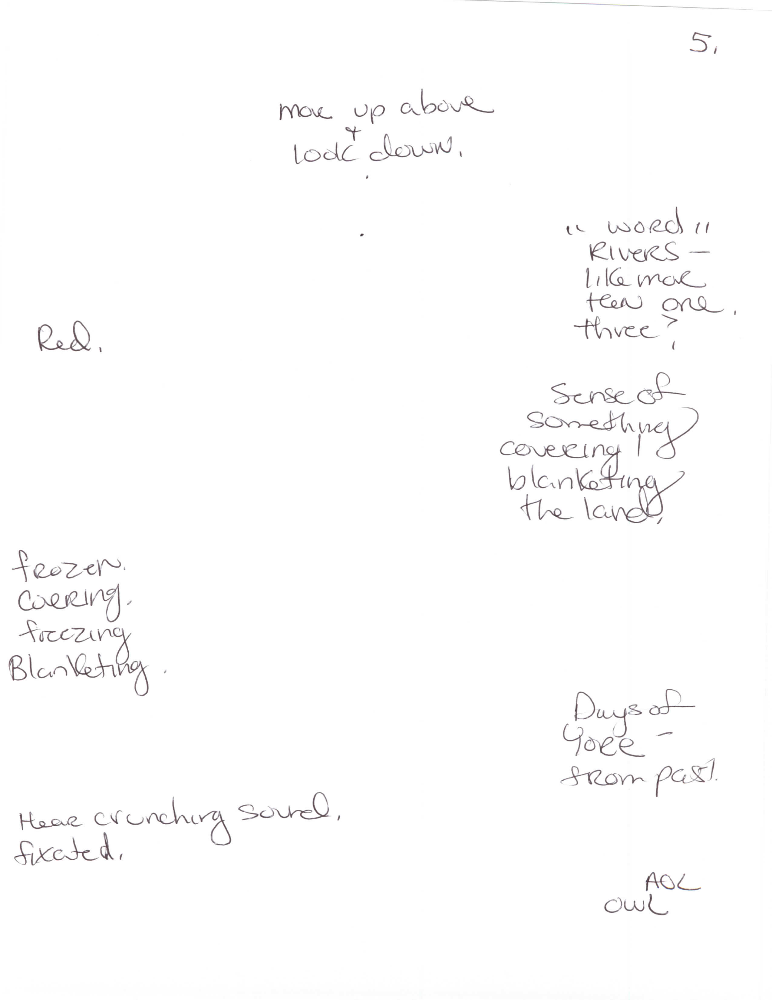 5.
move up above
+
look down.
"word"
Rivers –
like more
then one.
three?
Red.
Sense of
something
covering /
blanketing
the land.
frozen.
Covering.
freezing
Blanketing.
Days of
Yore –
from past.
Hear crunching sound.
fixated.
AOL
owl